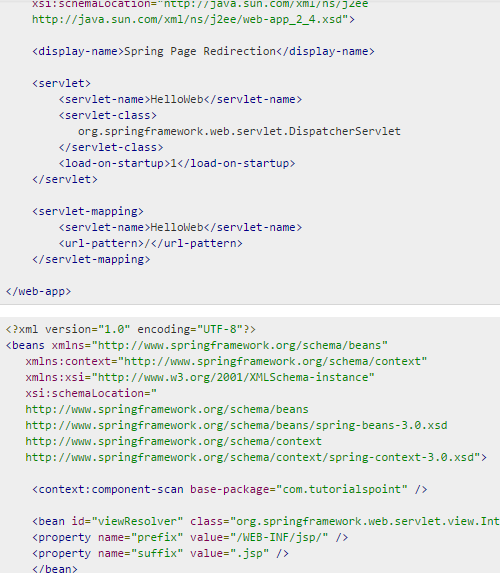 xsi:schemaLocation="http://java.sun.com/xml/ns/j2ee
http://java.sun.com/xml/ns/j2ee/web-app_2_4.xsd">
<display-name>Spring Page Redirection</display-name>
<servlet>
<servlet-name>HelloWeb</servlet-name>
<servlet-class>
org.springframework.web.servlet.DispatcherServlet
</servlet-class>
<load-on-startup>1</load-on-startup>
</servlet>
<servlet-mapping>
<servlet-name>HelloWeb</servlet-name>
<url-pattern>/</url-pattern>
</servlet-mapping>
</web-app>
<?xml version="1.0" encoding="UTF-8"?>
<beans xmlns="http://www.springframework.org/schema/beans"
xmlns:context="http://www.springframework.org/schema/context"
xmlns:xsi="http://www.w3.org/2001/XMLSchema-instance"
xsi:schemaLocation="
http://www.springframework.org/schema/beans
http://www.springframework.org/schema/beans/spring-beans-3.0.xsd
http://www.springframework.org/schema/context
http://www.springframework.org/schema/context/spring-context-3.0.xsd">
<context:component-scan base-package="com.tutorialspoint" />
<bean id="viewResolver" class="org.springframework.web.servlet.view.Int
<property name="prefix" value="/WEB-INF/jsp/" />
<property name="suffix" value=".jsp" />
</bean>